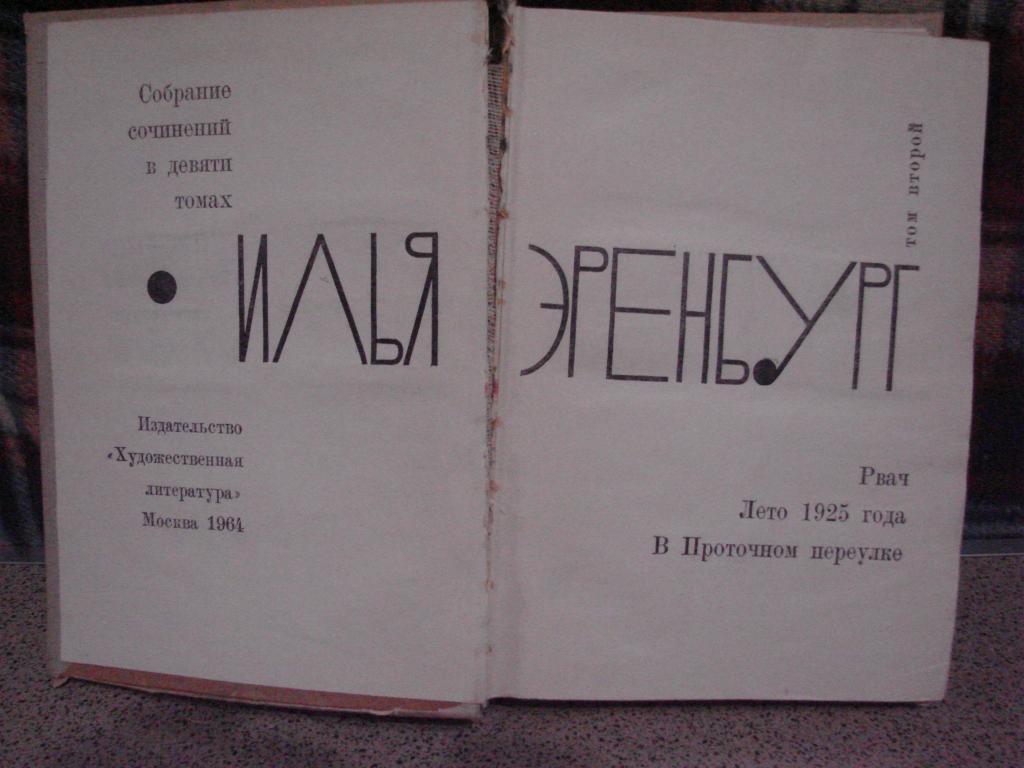 Собрание
сочинений
в девяти
томах
ИЛЬЯ
Издательство
«Художественная
литература»
Москва 1964
том второй
ЭРЕНБУРГ
Рвач
Лето 1925 года
В Проточном переулке